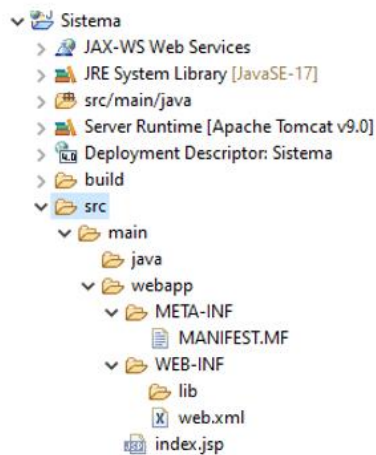 Sistema
JAX-WS Web Services
JRE System Library [JavaSE-17]
src/main/java
Server Runtime [Apache Tomcat v9.0]
Deployment Descriptor: Sistema
build
src
main
java
webapp
META-INF
MANIFEST.MF
WEB-INF
lib
web.xml
index.jsp